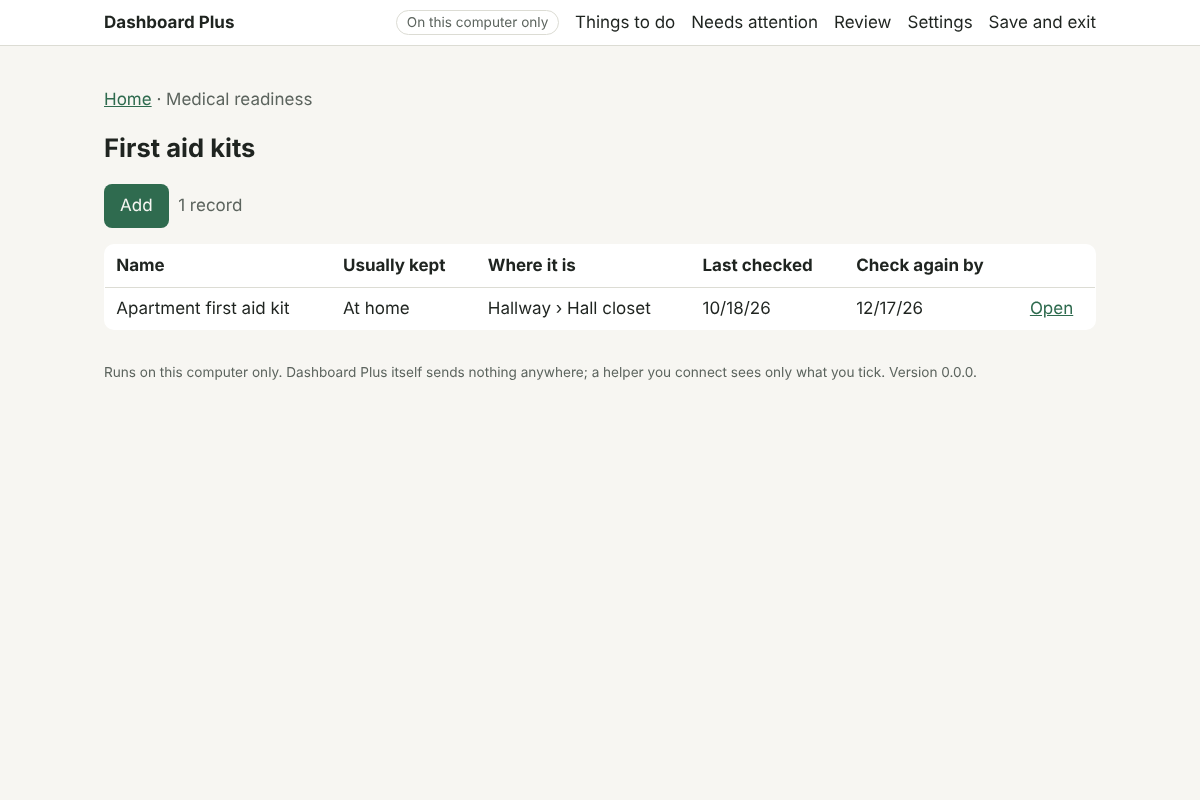 Dashboard Plus On this computer only Things to do Needs attention Review Settings Save and exit
Home · Medical readiness
First aid kits
Add 1 record
Name Usually kept Where it is Last checked Check again by
Apartment first aid kit At home Hallway › Hall closet 10/18/26 12/17/26 Open
Runs on this computer only. Dashboard Plus itself sends nothing anywhere; a helper you connect sees only what you tick. Version 0.0.0.